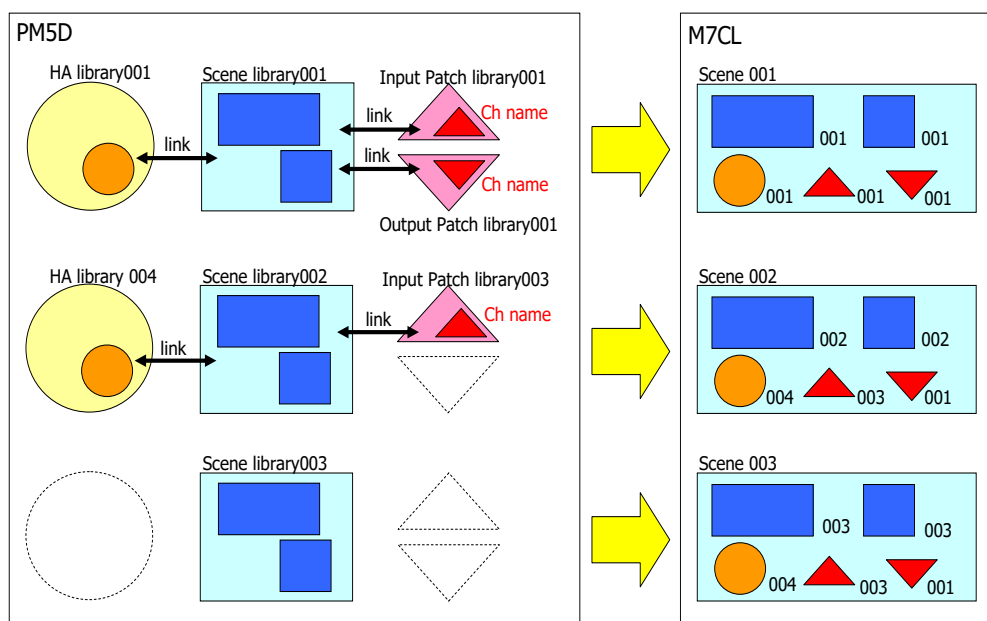 PM5D
M7CL
HA library001
Scene library001
Input Patch library001
link
link
link
Ch name
Ch name
Output Patch library001
Scene 001
001
001
001
001
001
HA library 004
Scene library002
Input Patch library003
link
link
Ch name
Scene 002
002
002
004
003
001
Scene library003
Scene 003
003
003
004
003
001